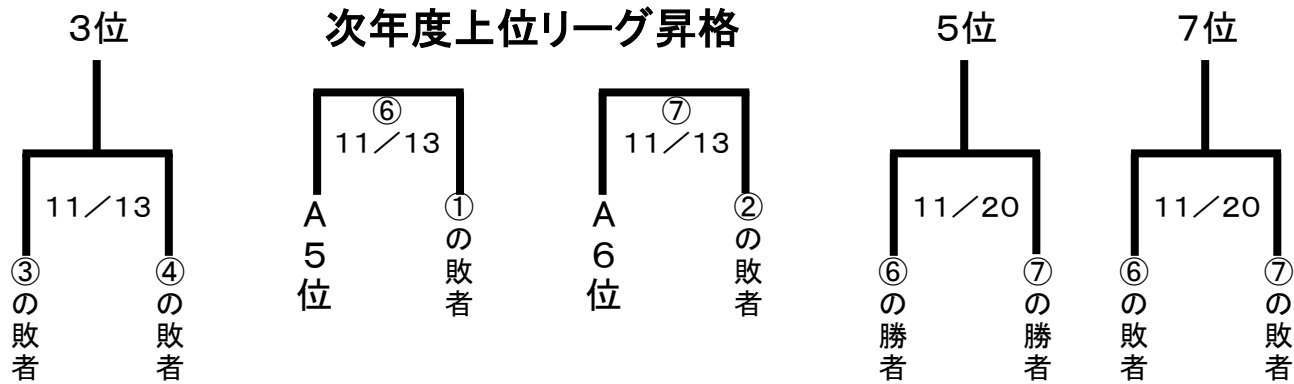 3位
次年度上位リーグ昇格
5位
7位
⑥
11／13
⑦
11／13
11／13
11／20
11／20
③の敗者
④の敗者
A5位
①の敗者
A6位
②の敗者
⑥の勝者
⑦の勝者
⑥の敗者
⑦の敗者